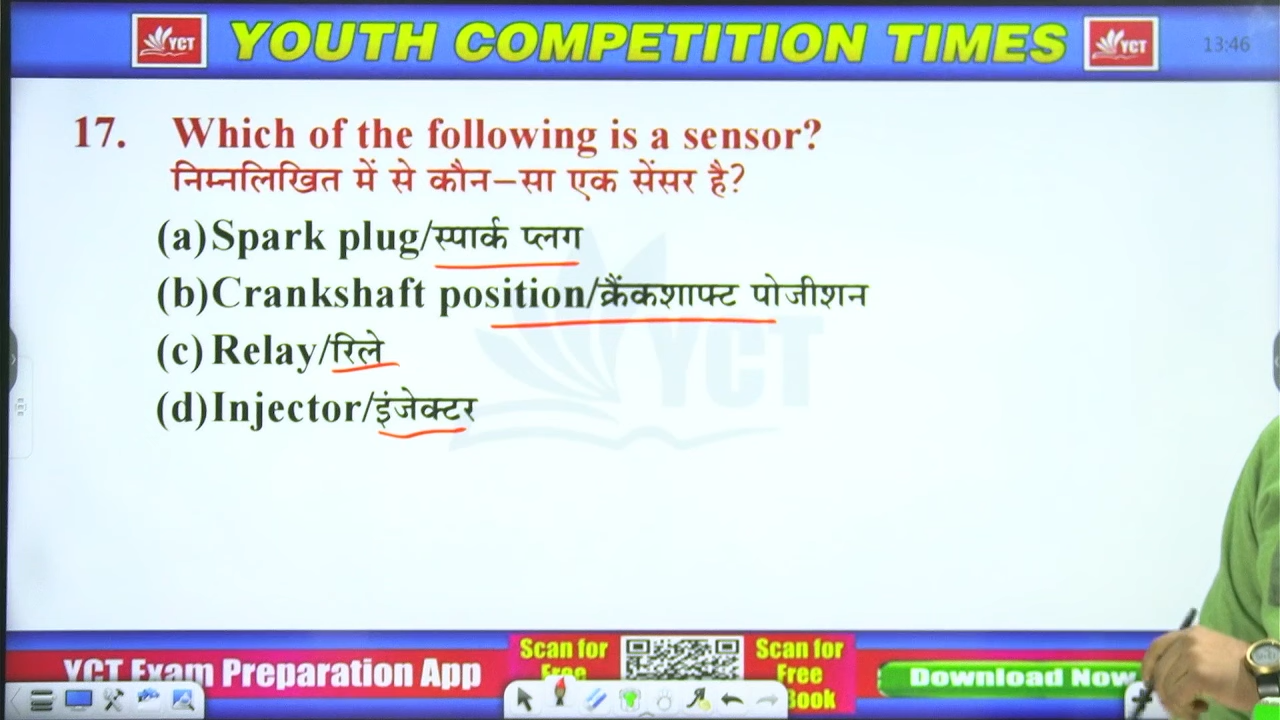 YCT
YOUTH COMPETITION TIMES
YCT
13:46
17. Which of the following is a sensor?
निम्नलिखित में से कौन–सा एक सेंसर है?
(a) Spark plug/स्पार्क प्लग
(b) Crankshaft position/क्रैंकशाफ्ट पोजीशन
(c) Relay/रिले
(d) Injector/इंजेक्टर
YCT
YCT Exam Preparation App
Scan for
Free
Scan for
Free
Book
Download Now